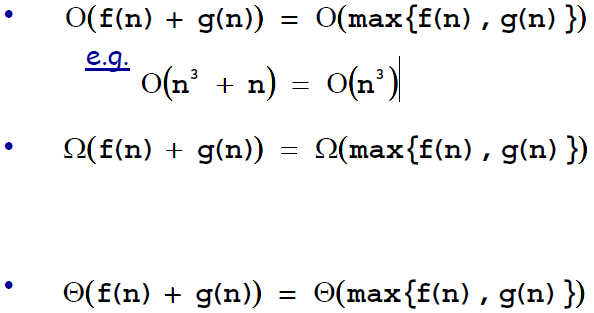 • O(f(n) + g(n)) = O(max{f(n) , g(n) })
e.g.
O(n³ + n) = O(n³)
• Ω(f(n) + g(n)) = Ω(max{f(n) , g(n) })
• Θ(f(n) + g(n)) = Θ(max{f(n) , g(n) })